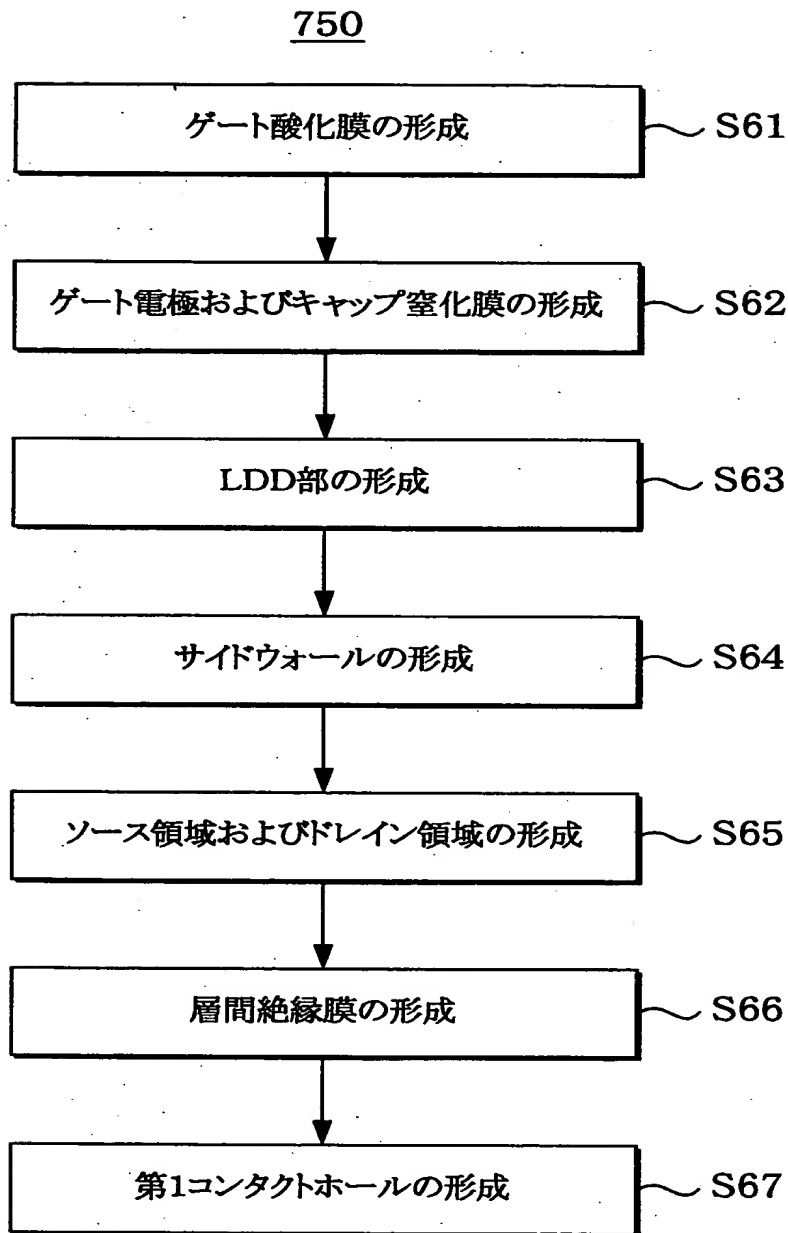 750
ゲート酸化膜の形成 S61
ゲート電極およびキャップ窒化膜の形成 S62
LDD部の形成 S63
サイドウォールの形成 S64
ソース領域およびドレイン領域の形成 S65
層間絶縁膜の形成 S66
第1コンタクトホールの形成 S67